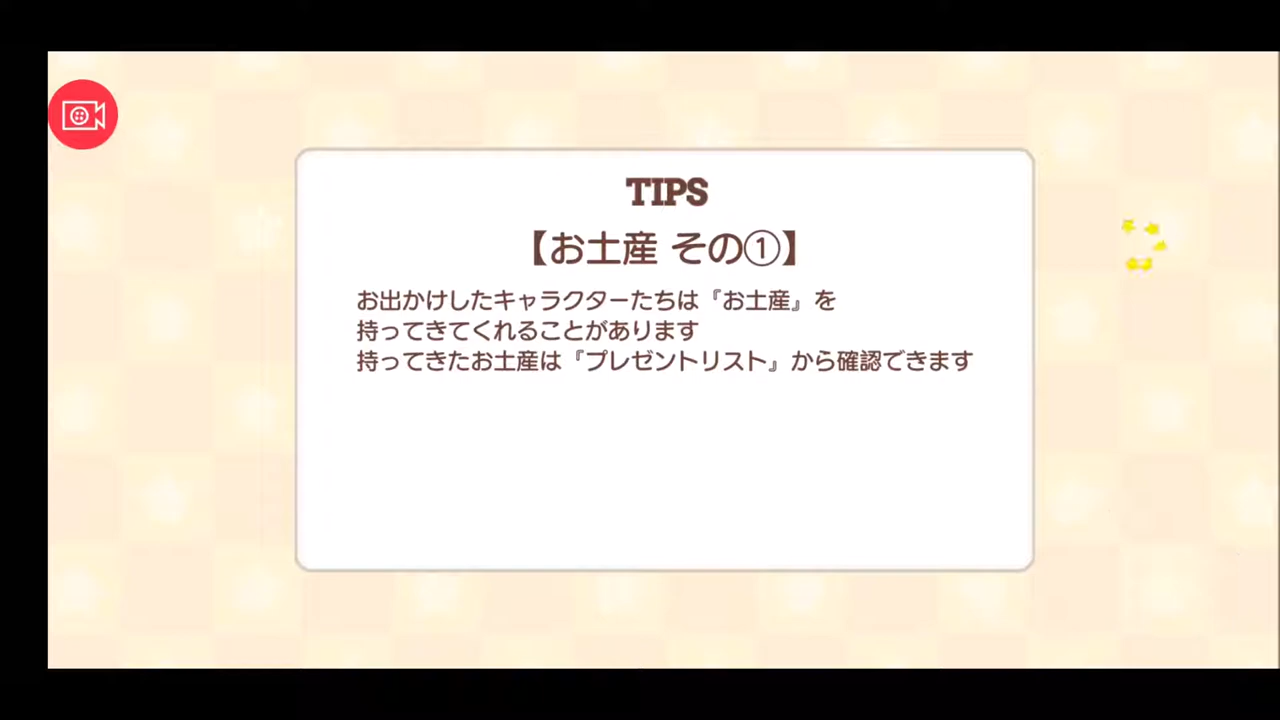 TIPS
【お土産 その①】
お出かけしたキャラクターたちは『お土産』を
持ってきてくれることがあります
持ってきたお土産は『プレゼントリスト』から確認できます